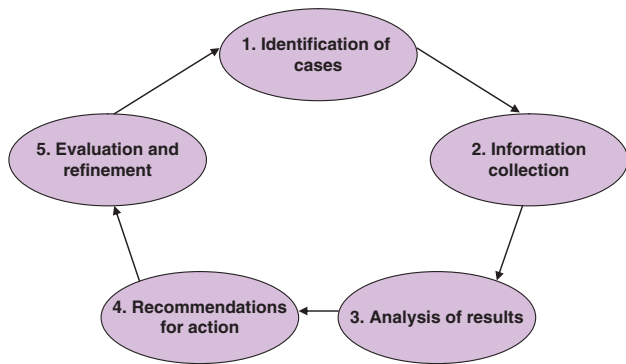 1. Identification of
cases
2. Information
collection
3. Analysis of results
4. Recommendations
for action
5. Evaluation and
refinement